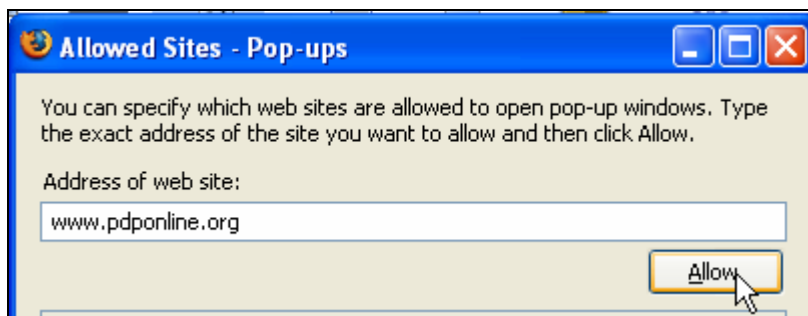 Allowed Sites - Pop-ups
You can specify which web sites are allowed to open pop-up windows. Type
the exact address of the site you want to allow and then click Allow.
Address of web site:
www.pdponline.org
Allow